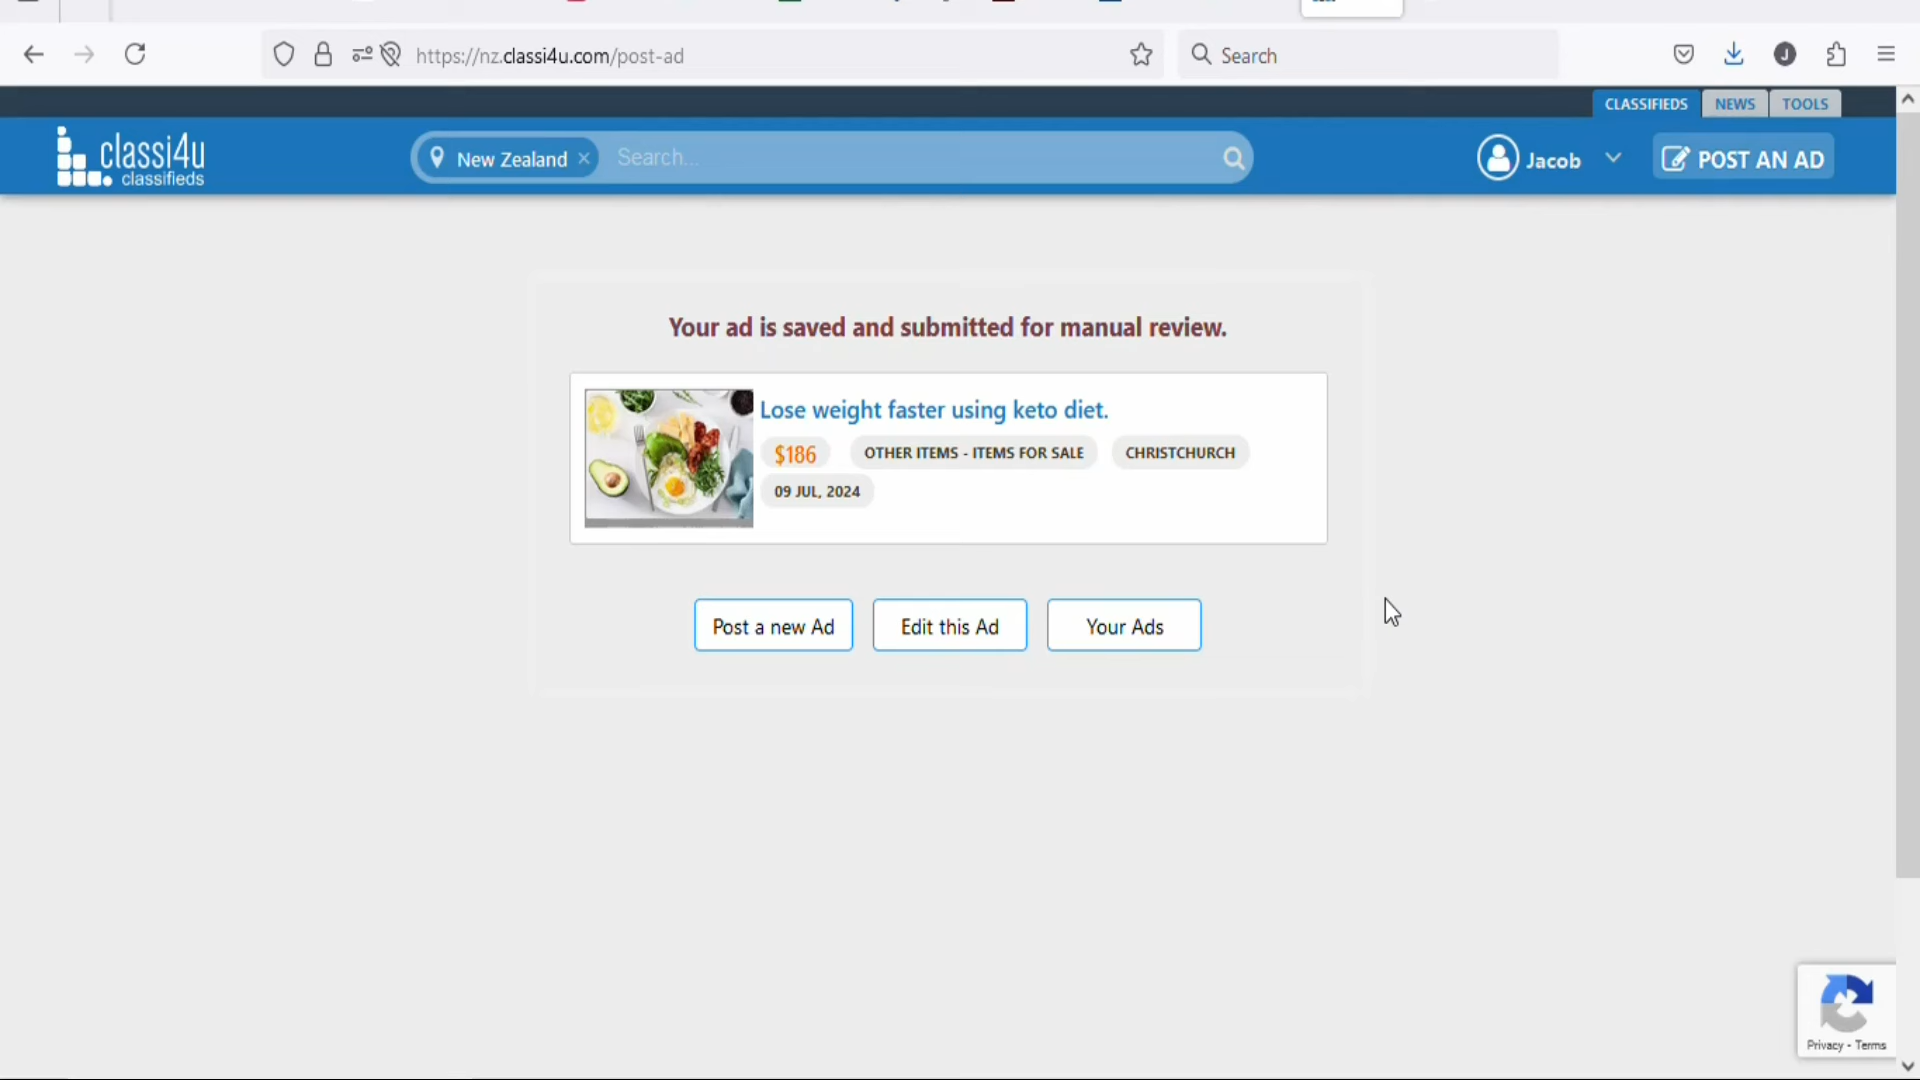 https://nz.classi4u.com/post-ad
Search
J
CLASSIFIEDS
NEWS
TOOLS
classi4u
classifieds
New Zealand ×
Search...
Jacob
POST AN AD
Your ad is saved and submitted for manual review.
Lose weight faster using keto diet.
$186
OTHER ITEMS - ITEMS FOR SALE
CHRISTCHURCH
09 JUL, 2024
Post a new Ad
Edit this Ad
Your Ads
Privacy - Terms